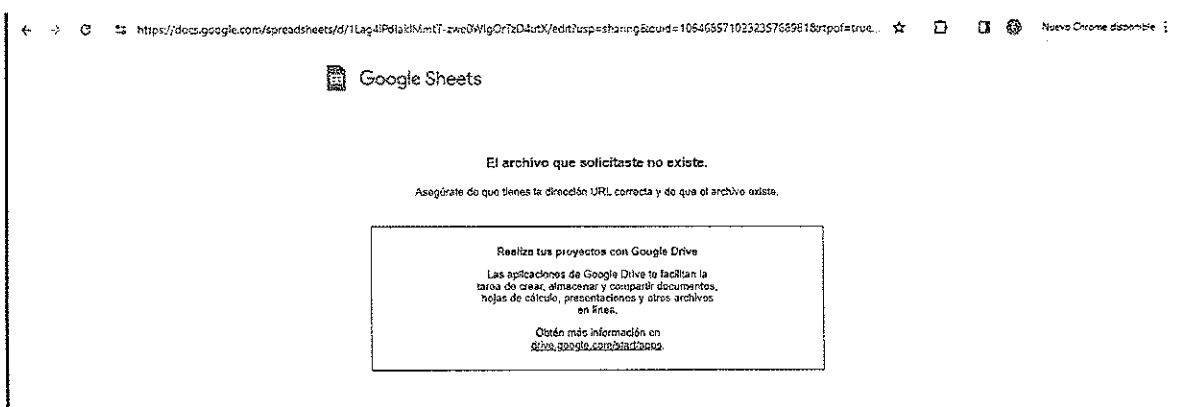 Nuevo Chrome disponible
Google Sheets
El archivo que solicitaste no existe.
Asegúrate de que tienes la dirección URL correcta y de que el archivo existe.
Realiza tus proyectos con Google Drive
Las aplicaciones de Google Drive te facilitan la
tarea de crear, almacenar y compartir documentos,
hojas de cálculo, presentaciones y otros archivos
en línea.
Obtén más información en
drive.google.com/start/apps.